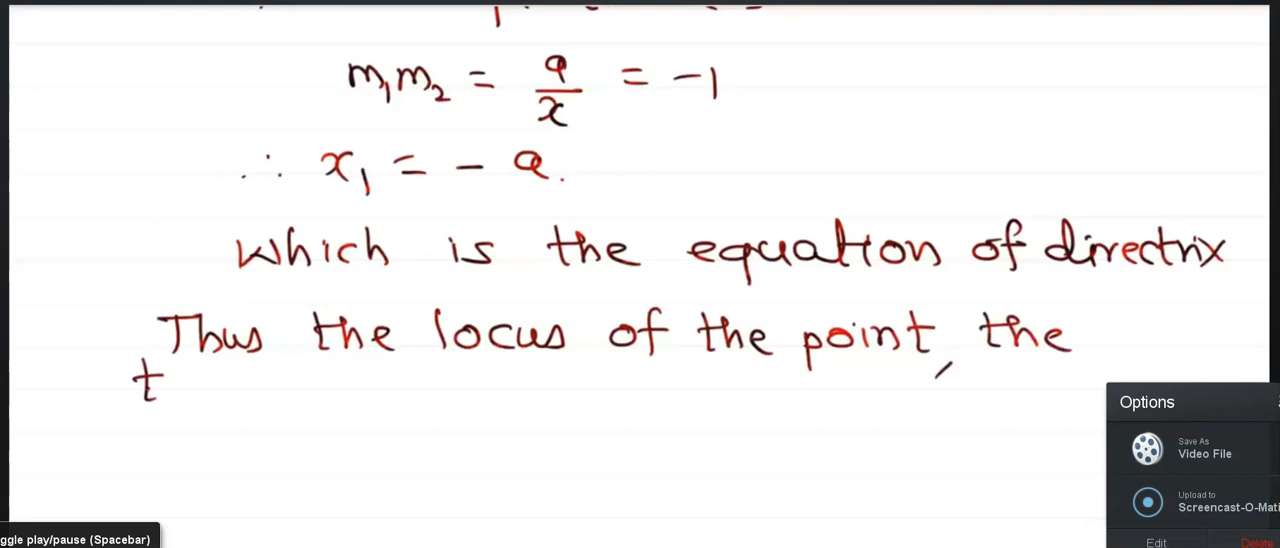 m₁m₂ = a/x = -1
∴ x₁ = - a.
Which is the equation of directrix
Thus the locus of the point, the
t
Options
Save As
Video File
Upload to
Screencast-O-Mati
Edit
Delete
ggle play/pause (Spacebar)